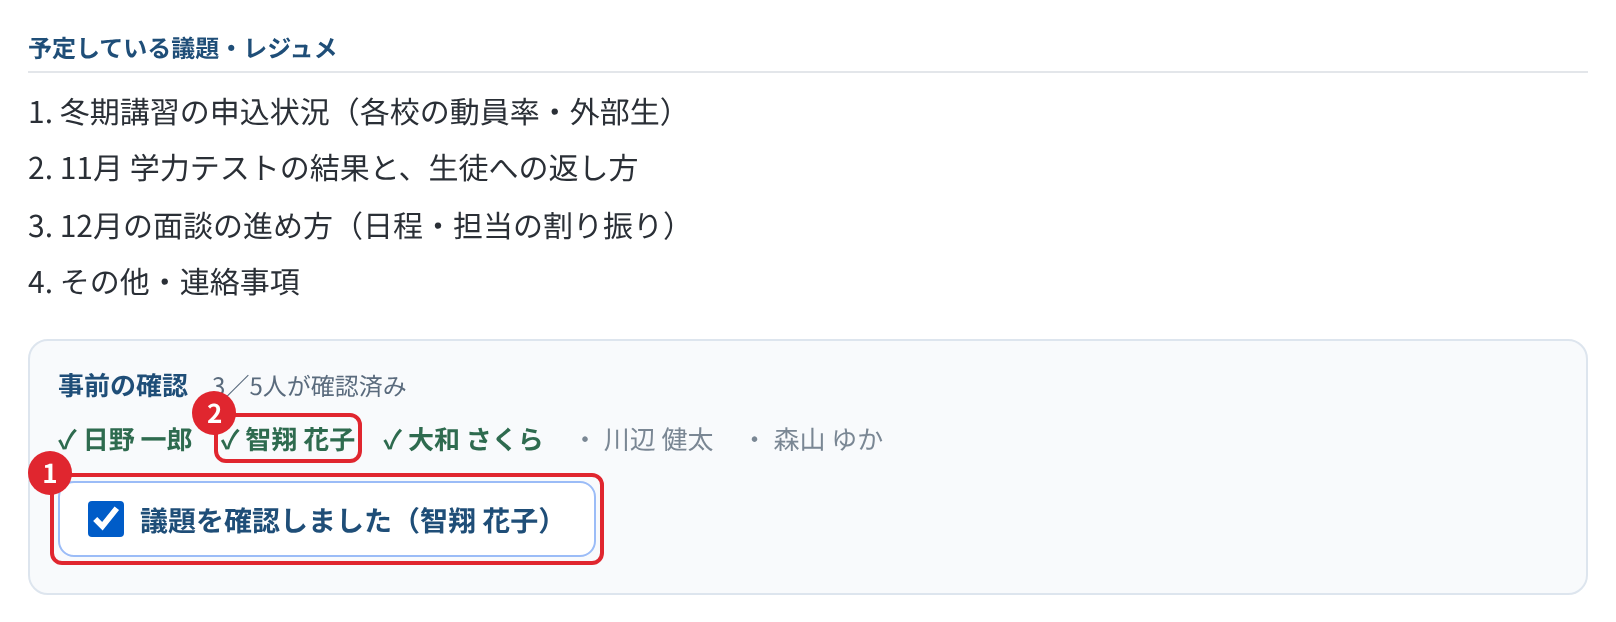 予定している議題・レジュメ
1. 冬期講習の申込状況（各校の動員率・外部生）
2. 11月 学力テストの結果と、生徒への返し方
3. 12月の面談の進め方（日程・担当の割り振り）
4. その他・連絡事項
事前の確認 3／5人が確認済み
2
✓ 日野 一郎 ✓ 智翔 花子 ✓ 大和 さくら ・ 川辺 健太 ・ 森山 ゆか
1
議題を確認しました（智翔 花子）